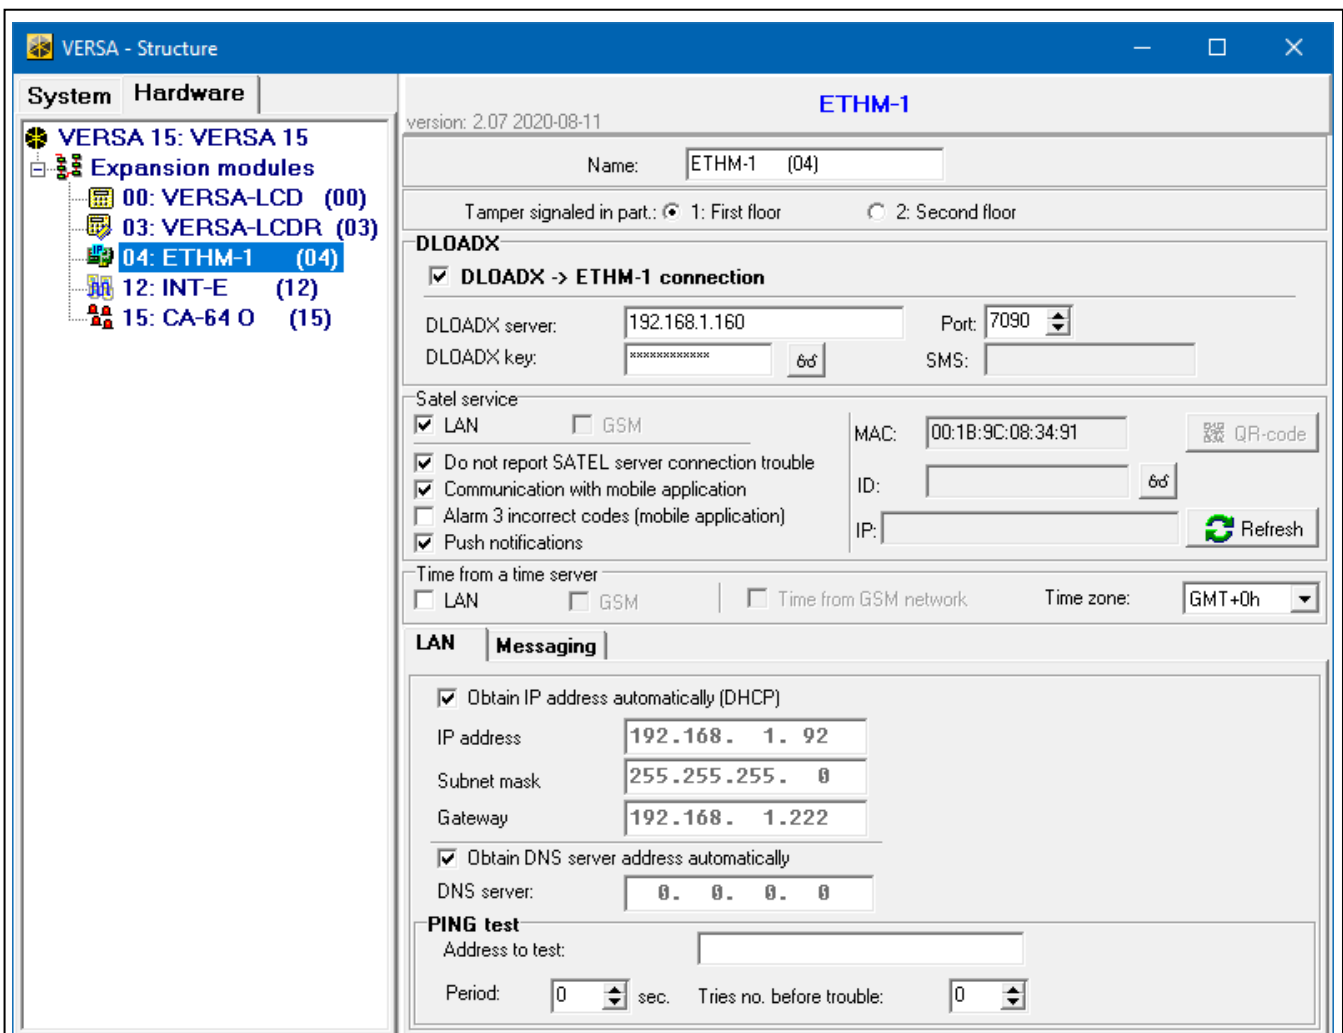 VERSA - Structure
System Hardware
VERSA 15: VERSA 15
Expansion modules
00: VERSA-LCD (00)
03: VERSA-LCDR (03)
04: ETHM-1 (04)
12: INT-E (12)
15: CA-64 O (15)
ETHM-1
version: 2.07 2020-08-11
Name: ETHM-1 (04)
Tamper signaled in part.: 1: First floor 2: Second floor
DLOADX
DLOADX -> ETHM-1 connection
DLOADX server: 192.168.1.160 Port: 7090
DLOADX key: xxxxxxxxxxxx SMS:
Satel service
LAN GSM
Do not report SATEL server connection trouble
Communication with mobile application
Alarm 3 incorrect codes (mobile application)
Push notifications
MAC: 00:1B:9C:08:34:91 QR-code
ID:
IP: Refresh
Time from a time server
LAN GSM Time from GSM network Time zone: GMT+0h
LAN Messaging
Obtain IP address automatically (DHCP)
IP address 192.168. 1. 92
Subnet mask 255.255.255. 0
Gateway 192.168. 1.222
Obtain DNS server address automatically
DNS server: 0. 0. 0. 0
PING test
Address to test:
Period: 0 sec. Tries no. before trouble: 0